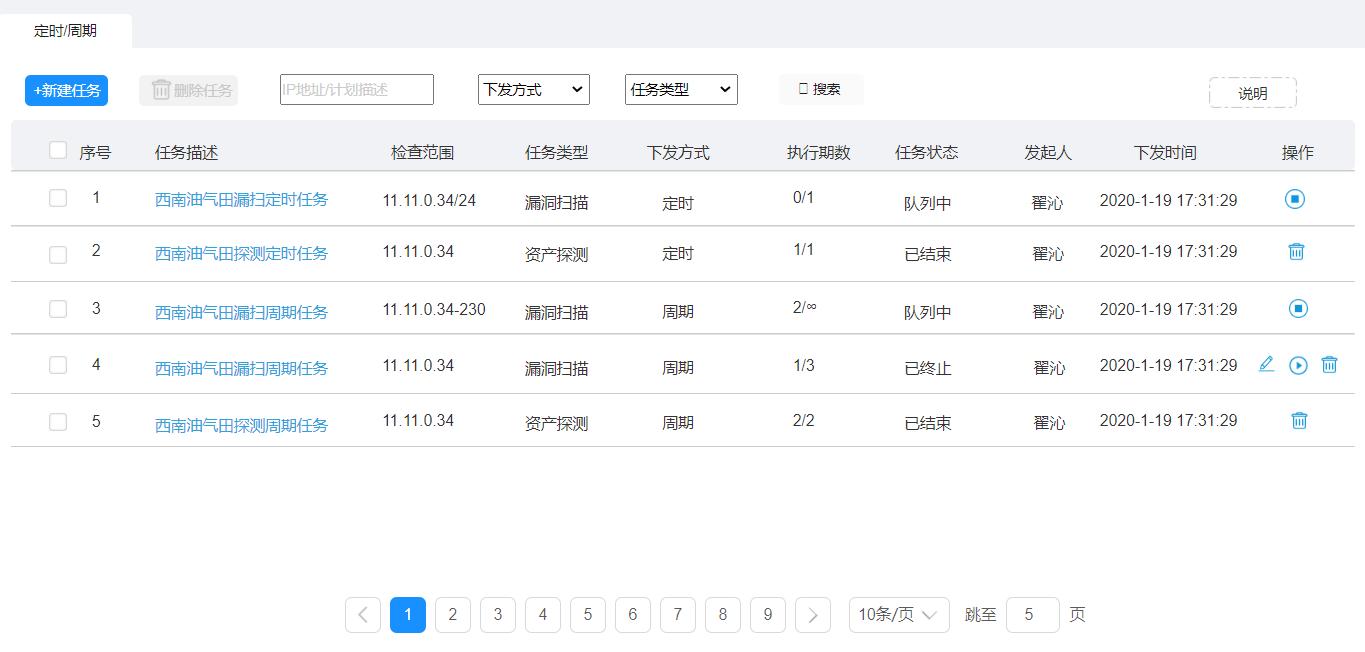 定时/周期
+新建任务 删除任务 IP地址/计划描述 下发方式 任务类型 搜索 说明
序号 任务描述 检查范围 任务类型 下发方式 执行期数 任务状态 发起人 下发时间 操作
1 西南油气田漏扫定时任务 11.11.0.34/24 漏洞扫描 定时 0/1 队列中 翟沁 2020-1-19 17:31:29
2 西南油气田探测定时任务 11.11.0.34 资产探测 定时 1/1 已结束 翟沁 2020-1-19 17:31:29
3 西南油气田漏扫周期任务 11.11.0.34-230 漏洞扫描 周期 2/∞ 队列中 翟沁 2020-1-19 17:31:29
4 西南油气田漏扫周期任务 11.11.0.34 漏洞扫描 周期 1/3 已终止 翟沁 2020-1-19 17:31:29
5 西南油气田探测周期任务 11.11.0.34 资产探测 周期 2/2 已结束 翟沁 2020-1-19 17:31:29
1 2 3 4 5 6 7 8 9 10条/页 跳至 5 页